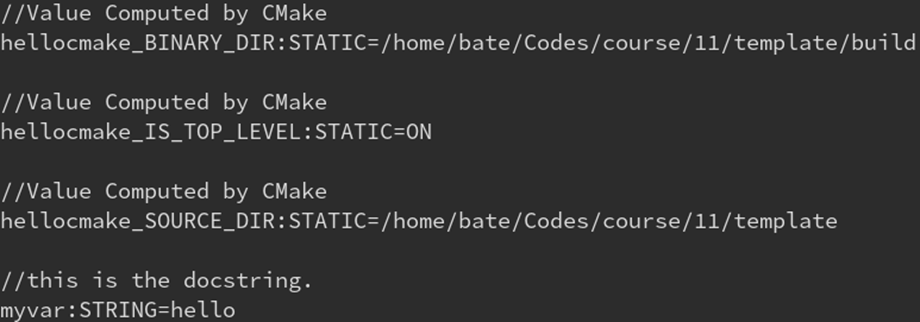 //Value Computed by CMake
hellocmake_BINARY_DIR:STATIC=/home/bate/Codes/course/11/template/build
//Value Computed by CMake
hellocmake_IS_TOP_LEVEL:STATIC=ON
//Value Computed by CMake
hellocmake_SOURCE_DIR:STATIC=/home/bate/Codes/course/11/template
//this is the docstring.
myvar:STRING=hello